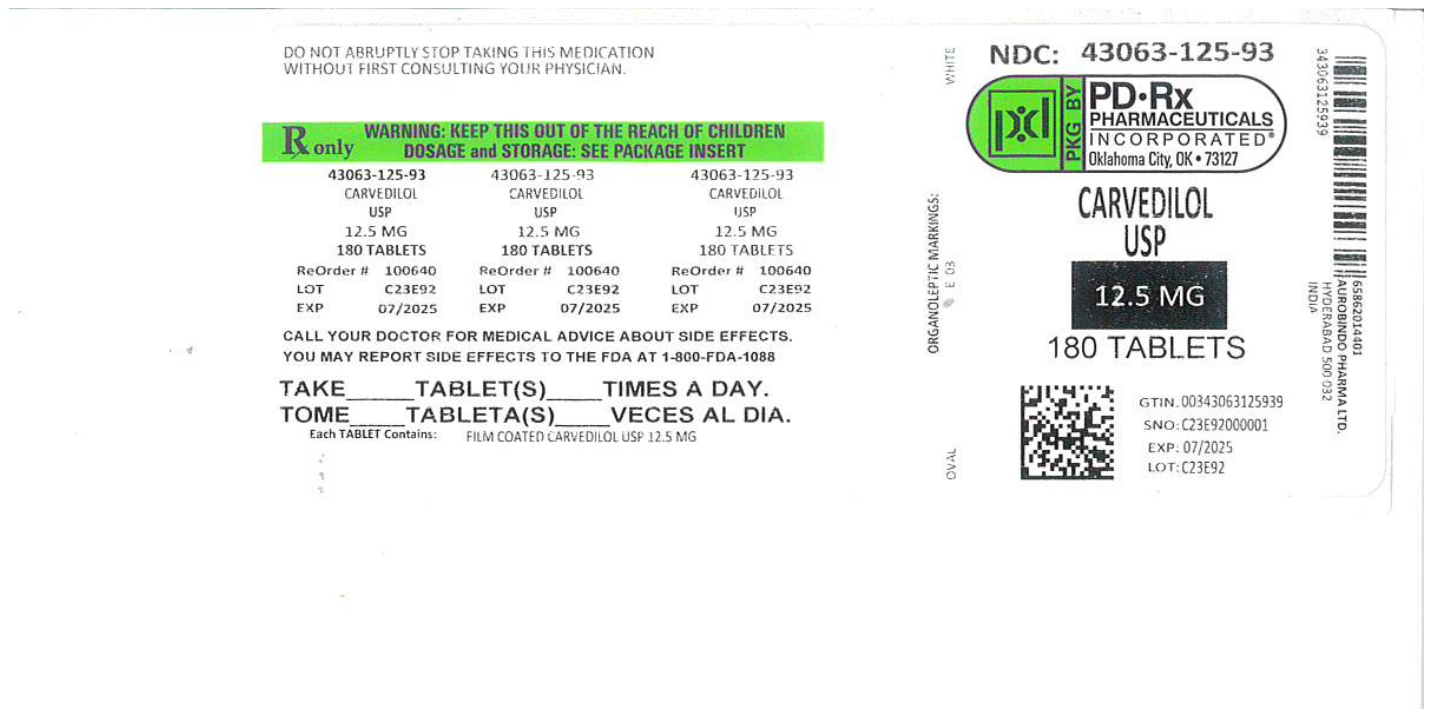 DO NOT ABRUPTLY STOP TAKING THIS MEDICATION
WITHOUT FIRST CONSULTING YOUR PHYSICIAN.
Rx only
WARNING: KEEP THIS OUT OF THE REACH OF CHILDREN
DOSAGE and STORAGE: SEE PACKAGE INSERT
43063-125-93 43063-125-93 43063-125-93
CARVEDILOL CARVEDILOL CARVEDILOL
USP USP USP
12.5 MG 12.5 MG 12.5 MG
180 TABLETS 180 TABLETS 180 TABLETS
ReOrder # 100640 ReOrder # 100640 ReOrder # 100640
LOT C23E92 LOT C23E92 LOT C23E92
EXP 07/2025 EXP 07/2025 EXP 07/2025
CALL YOUR DOCTOR FOR MEDICAL ADVICE ABOUT SIDE EFFECTS.
YOU MAY REPORT SIDE EFFECTS TO THE FDA AT 1-800-FDA-1088
TAKE_____TABLET(S)____TIMES A DAY.
TOME____TABLETA(S)____VECES AL DIA.
Each TABLET Contains: FILM COATED CARVEDILOL USP 12.5 MG
ORGANOLEPTIC MARKINGS:
OVAL E 03 WHITE
NDC: 43063-125-93
PKG BY
PD•Rx
PHARMACEUTICALS
INCORPORATED®
Oklahoma City, OK • 73127
CARVEDILOL
USP
12.5 MG
180 TABLETS
GTIN. 00343063125939
SNO: C23E92000001
EXP: 07/2025
LOT: C23E92
343063125939
65862014401
AUROBINDO PHARMA LTD.
HYDERABAD 500 032
INDIA